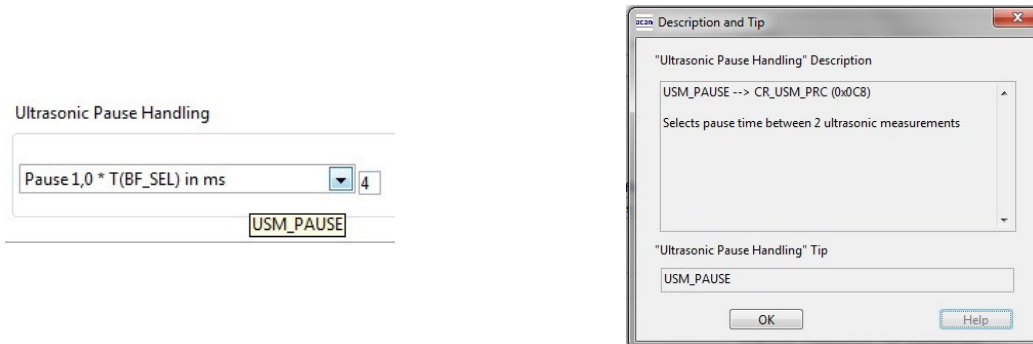 Ultrasonic Pause Handling
Pause 1,0 * T(BF_SEL) in ms
4
USM_PAUSE
acam Description and Tip
"Ultrasonic Pause Handling" Description
USM_PAUSE --> CR_USM_PRC (0x0C8)
Selects pause time between 2 ultrasonic measurements
"Ultrasonic Pause Handling" Tip
USM_PAUSE
OK
Help